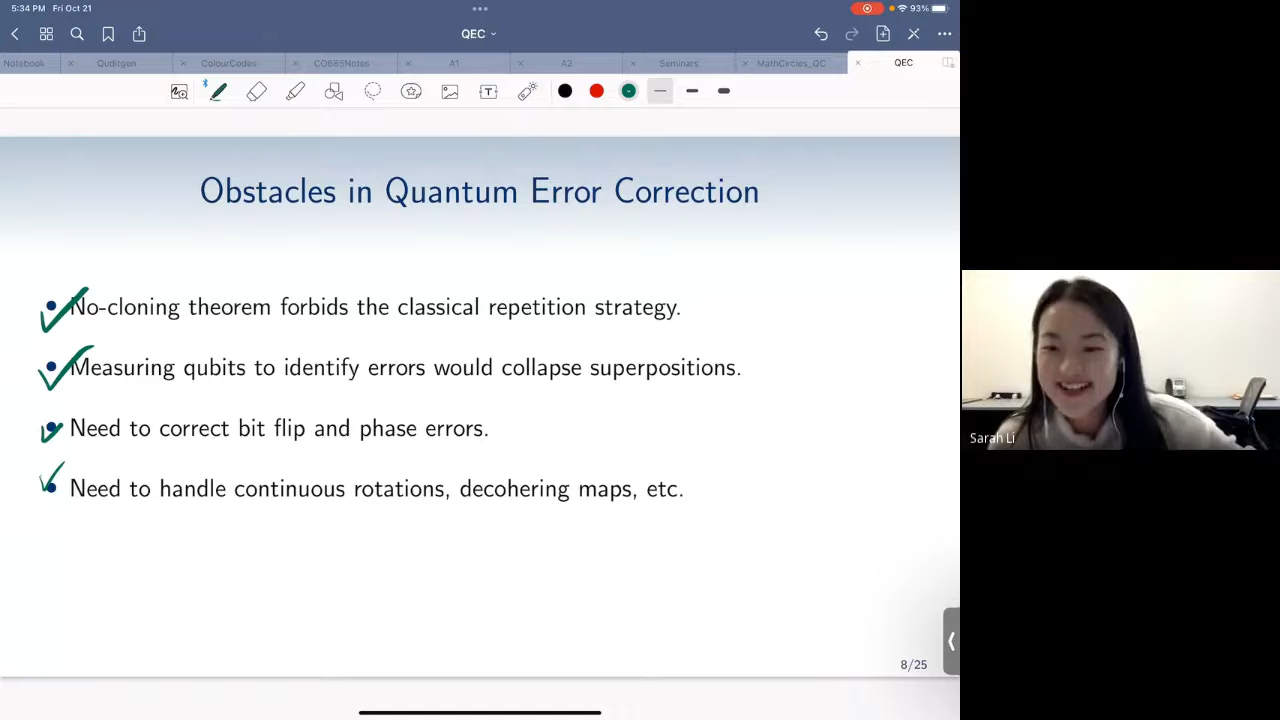 5:34 PM Fri Oct 21
93%
QEC
Notebook
Quditgen
ColourCodes
CO685Notes
A1
A2
Seminars
MathCircles_QC
QEC
T
Obstacles in Quantum Error Correction
No-cloning theorem forbids the classical repetition strategy.
Measuring qubits to identify errors would collapse superpositions.
Need to correct bit flip and phase errors.
Need to handle continuous rotations, decohering maps, etc.
8/25
Sarah Li